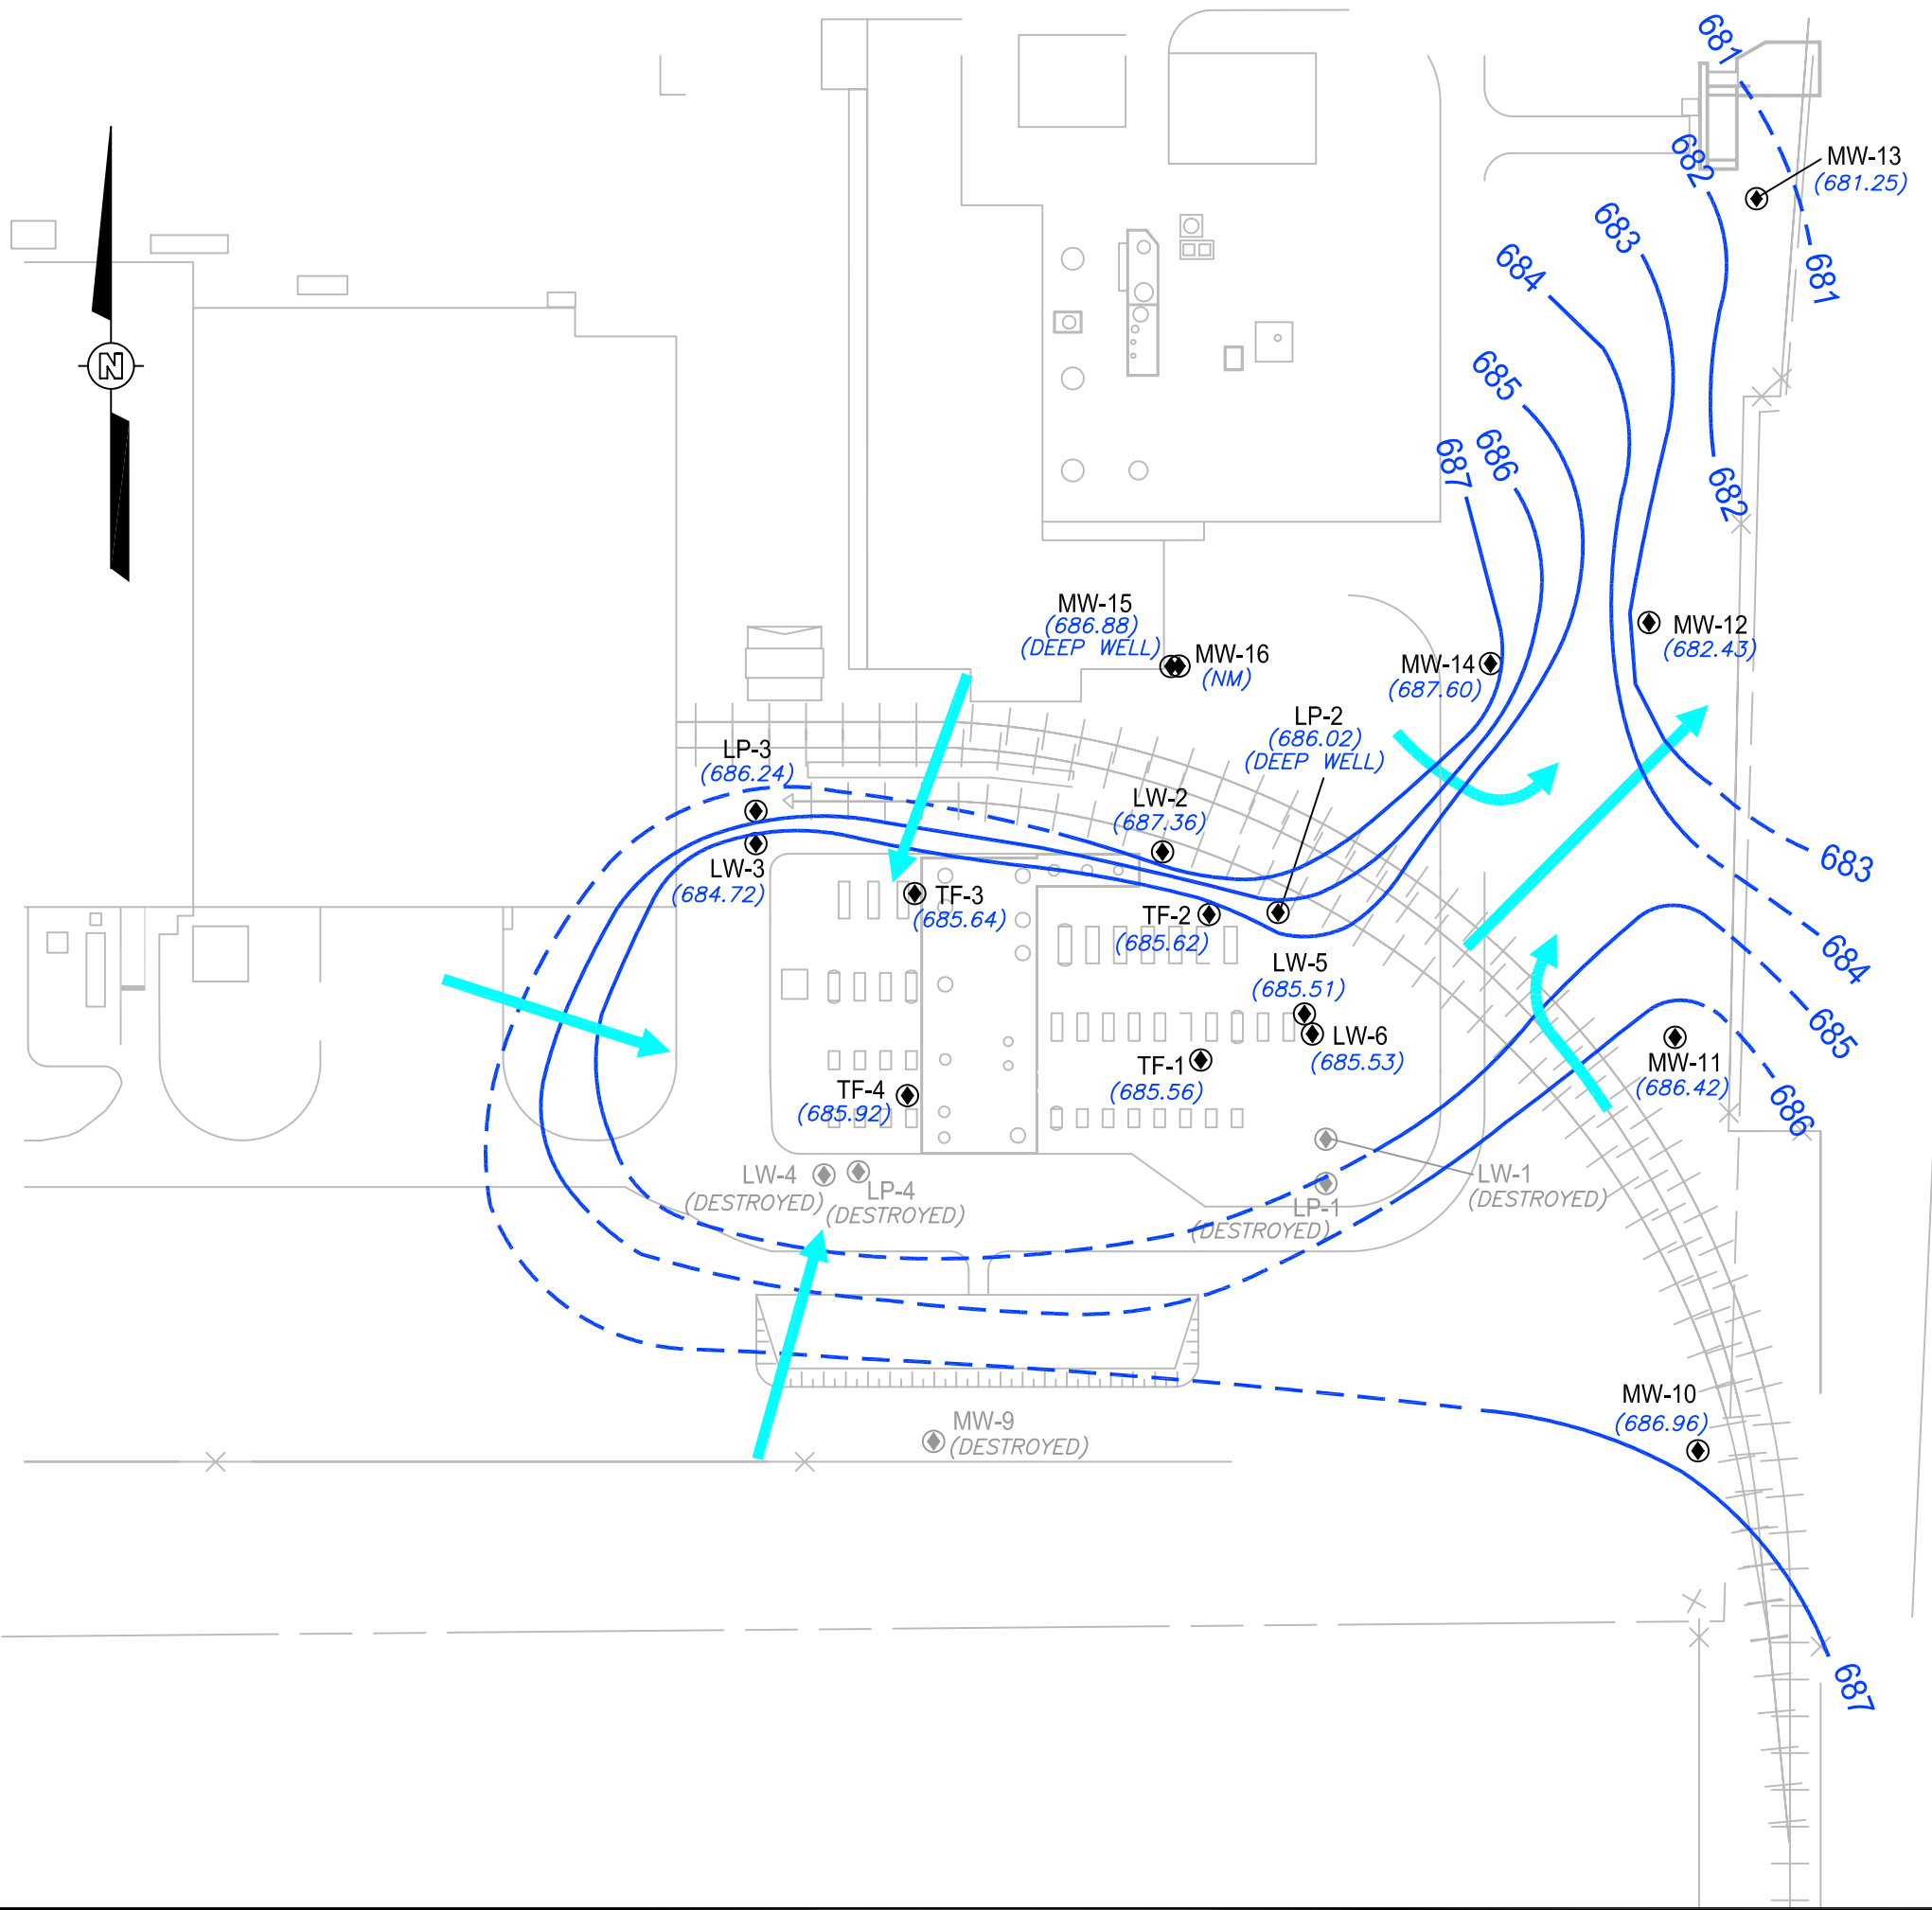 681
682
MW-13
(681.25)
683
684
681
N
685
686
687
682
MW-15
(686.88)
(DEEP WELL)
MW-16
(NM)
MW-14
(687.60)
MW-12
(682.43)
LP-2
(686.02)
(DEEP WELL)
LP-3
(686.24)
LW-2
(687.36)
LW-3
(684.72)
683
TF-3
(685.64)
TF-2
(685.62)
684
LW-5
(685.51)
LW-6
(685.53)
685
TF-1
(685.56)
MW-11
(686.42)
TF-4
(685.92)
686
LW-4
(DESTROYED)
LP-4
(DESTROYED)
LW-1
(DESTROYED)
LP-1
(DESTROYED)
MW-10
(686.96)
MW-9
(DESTROYED)
687